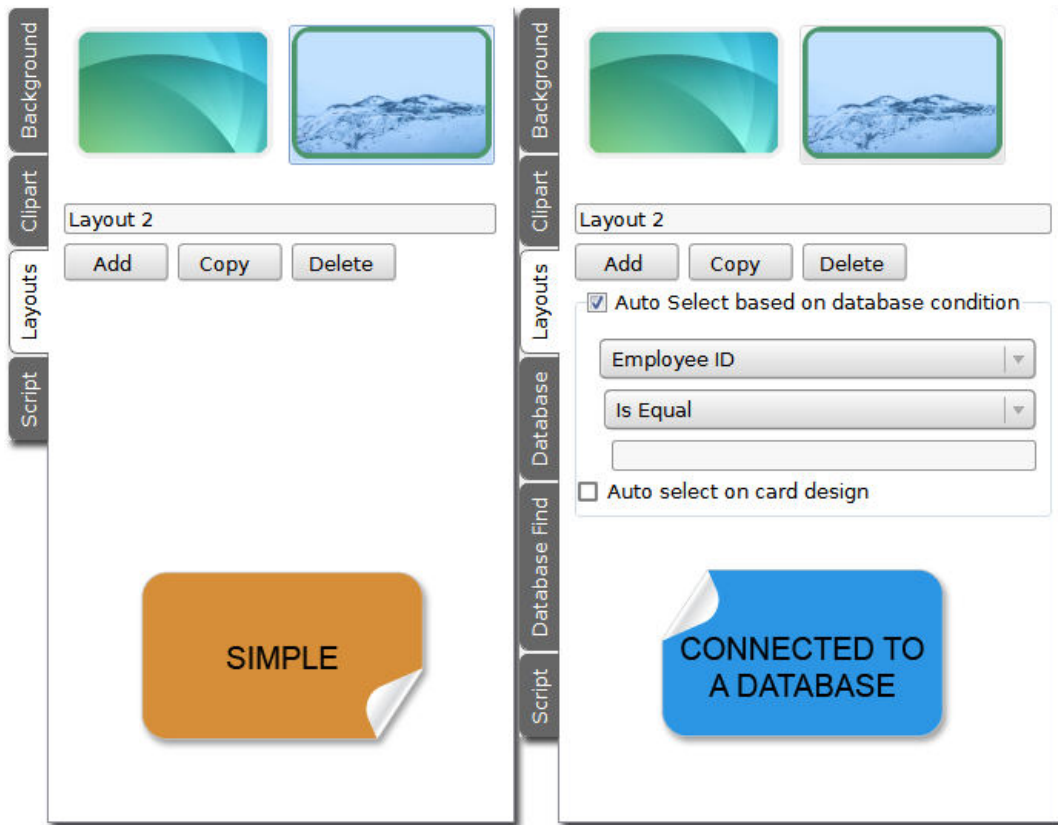 Background
Clipart
Layouts
Script
Layout 2
Add Copy Delete
SIMPLE
Background
Clipart
Layouts
Database
Database Find
Script
Layout 2
Add Copy Delete
Auto Select based on database condition
Employee ID
Is Equal
Auto select on card design
CONNECTED TO
A DATABASE